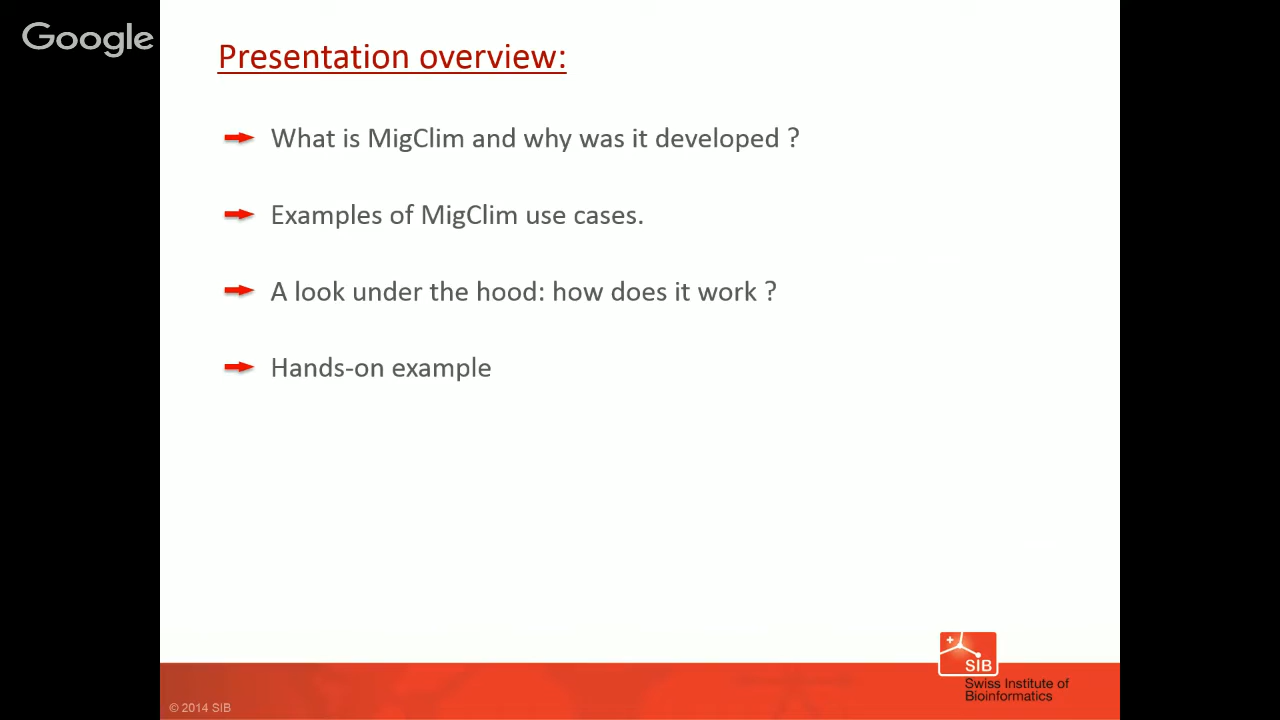 Google
Presentation overview:
What is MigClim and why was it developed ?
Examples of MigClim use cases.
A look under the hood: how does it work ?
Hands-on example
SIB
Swiss Institute of
Bioinformatics
© 2014 SIB